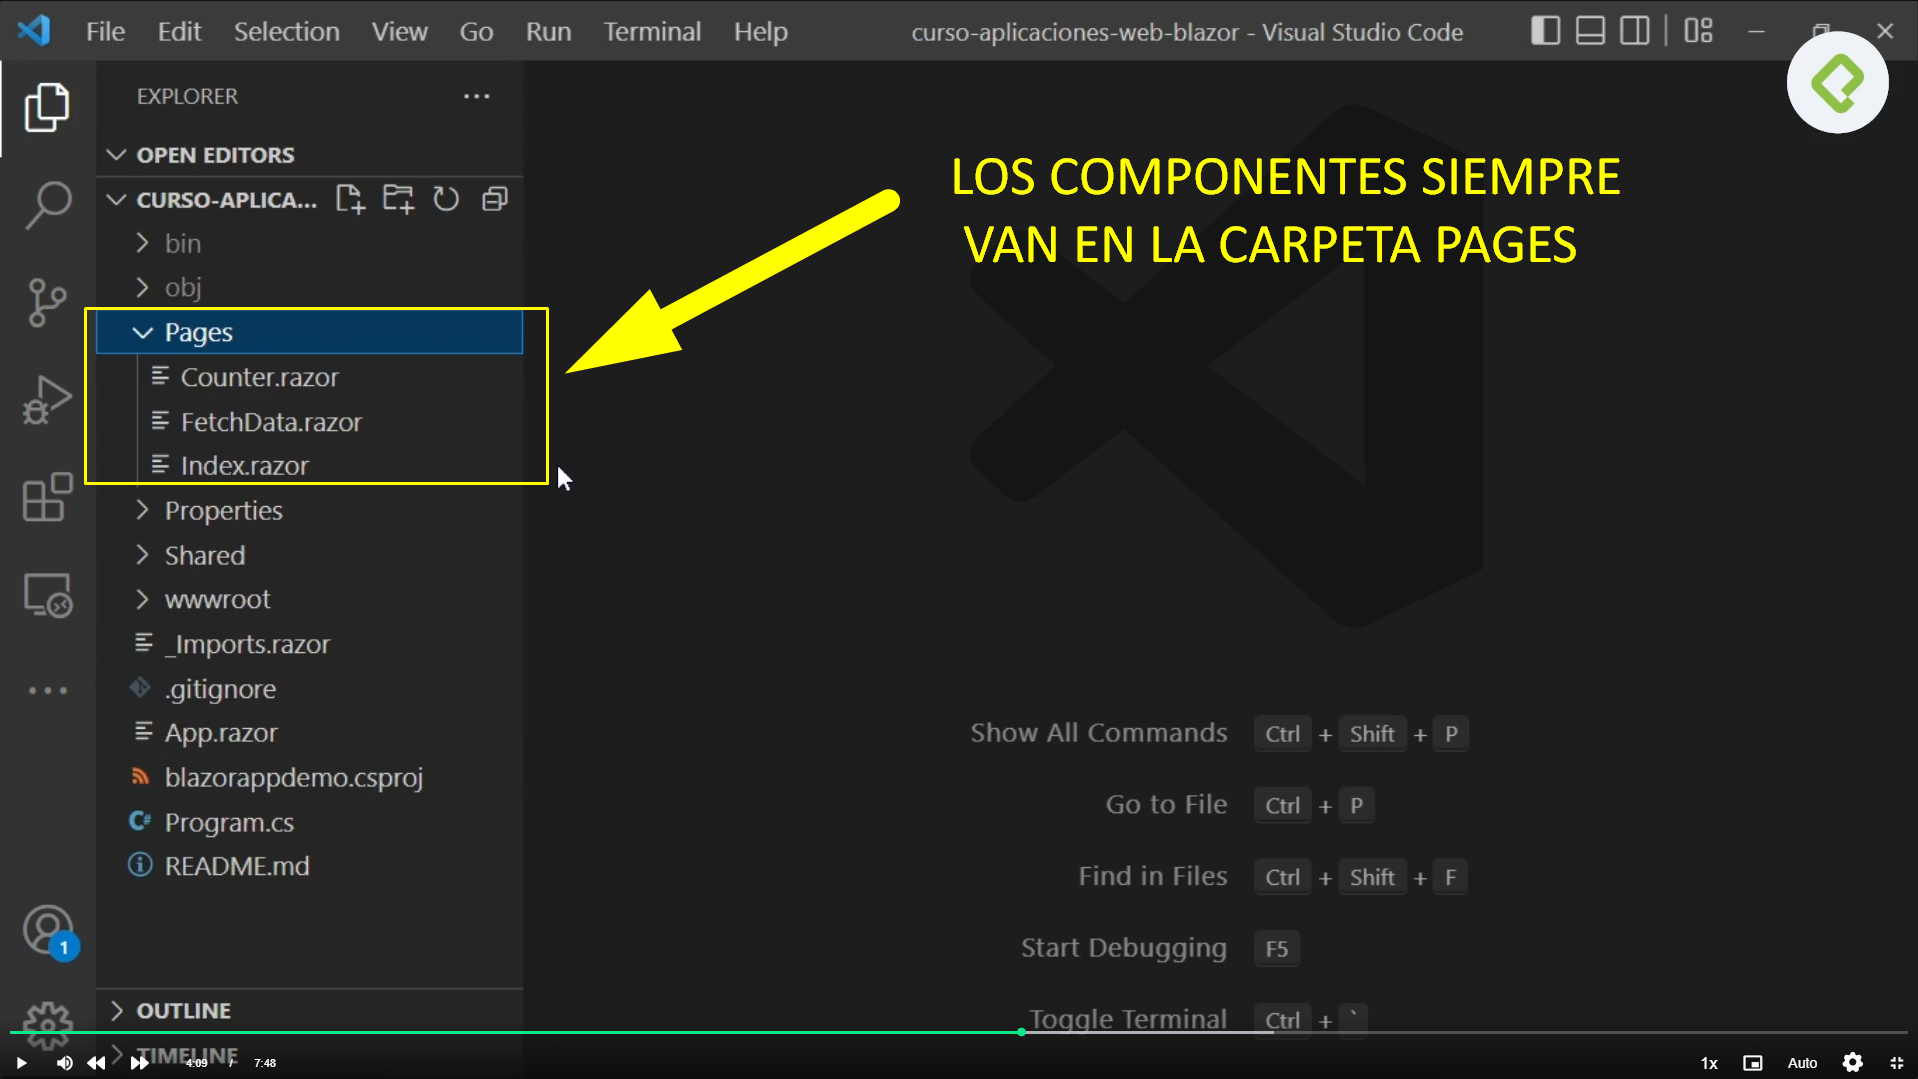 File Edit Selection View Go Run Terminal Help curso-aplicaciones-web-blazor - Visual Studio Code
EXPLORER
OPEN EDITORS
CURSO-APLICA...
bin
obj
Pages
Counter.razor
FetchData.razor
Index.razor
Properties
Shared
wwwroot
_Imports.razor
.gitignore
App.razor
blazorappdemo.csproj
C# Program.cs
README.md
1
OUTLINE
TIMELINE
LOS COMPONENTES SIEMPRE
VAN EN LA CARPETA PAGES
Show All Commands Ctrl + Shift + P
Go to File Ctrl + P
Find in Files Ctrl + Shift + F
Start Debugging F5
Toggle Terminal Ctrl + `
4:09 / 7:48
1x Auto